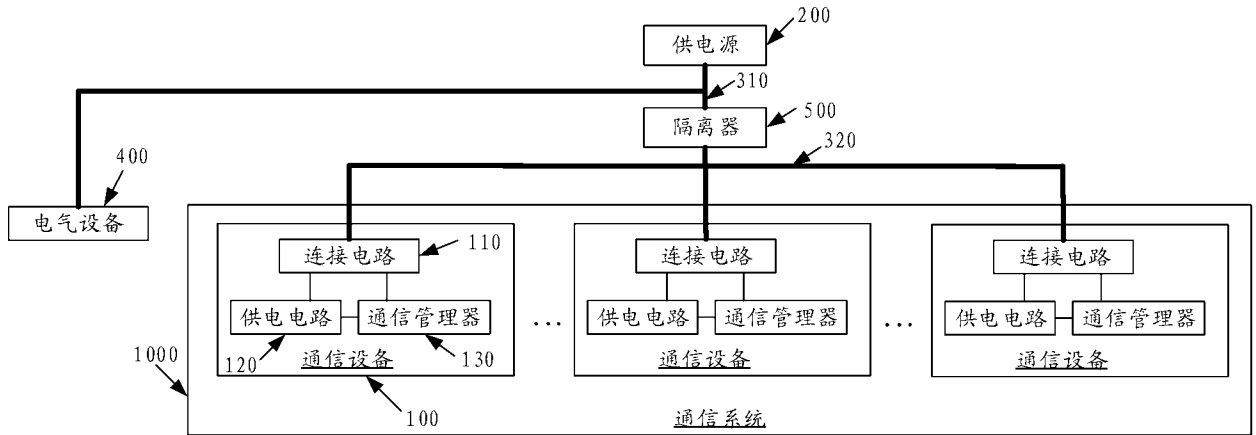 200
供电源
310
500
隔离器
320
400
电气设备
连接电路
110
连接电路
连接电路
供电电路
通信管理器
...
供电电路
通信管理器
...
供电电路
通信管理器
120
通信设备
130
通信设备
通信设备
1000
100
通信系统